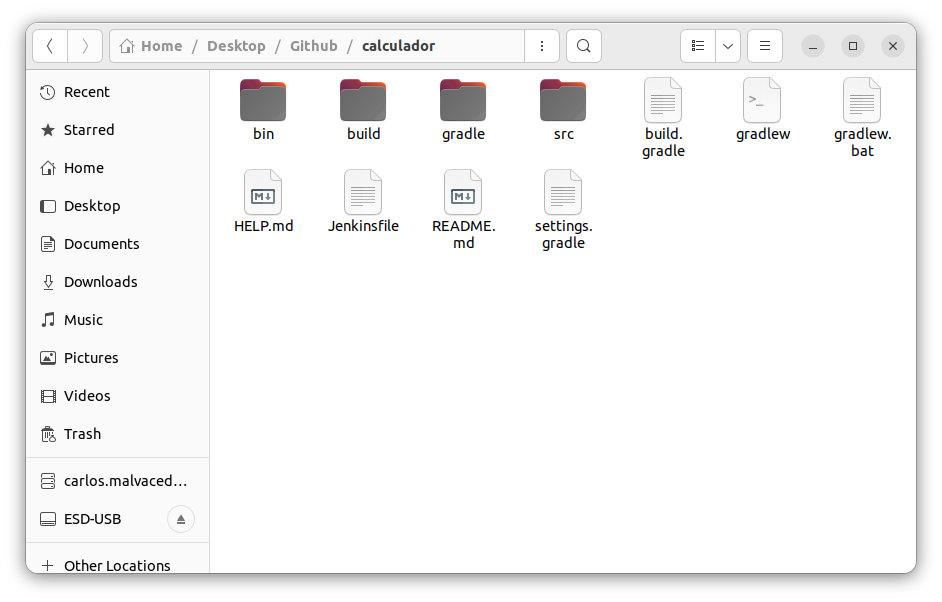 Home / Desktop / Github / calculador
Recent
Starred
Home
Desktop
Documents
Downloads
Music
Pictures
Videos
Trash
carlos.malvaced...
ESD-USB
Other Locations
bin
build
gradle
src
build.
gradle
>_
gradlew
gradlew.
bat
M
HELP.md
Jenkinsfile
M
README.
md
settings.
gradle